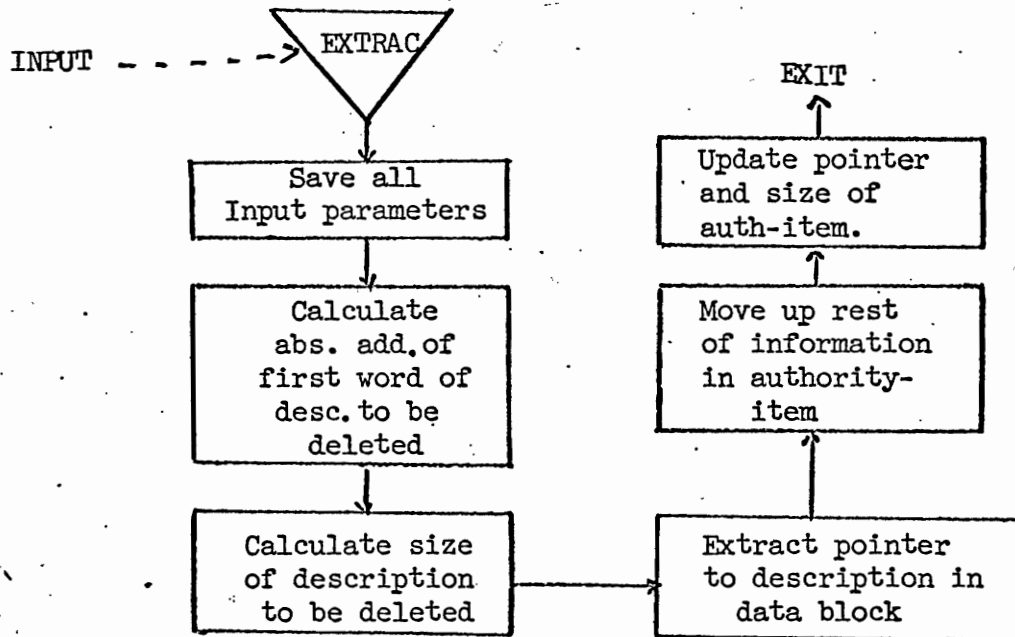 INPUT
EXTRAC
Save all
Input parameters
Calculate
abs. add. of
first word of
desc. to be
deleted
Calculate size
of description
to be deleted
Extract pointer
to description in
data block
Move up rest
of information
in authority-
item
Update pointer
and size of
auth-item.
EXIT